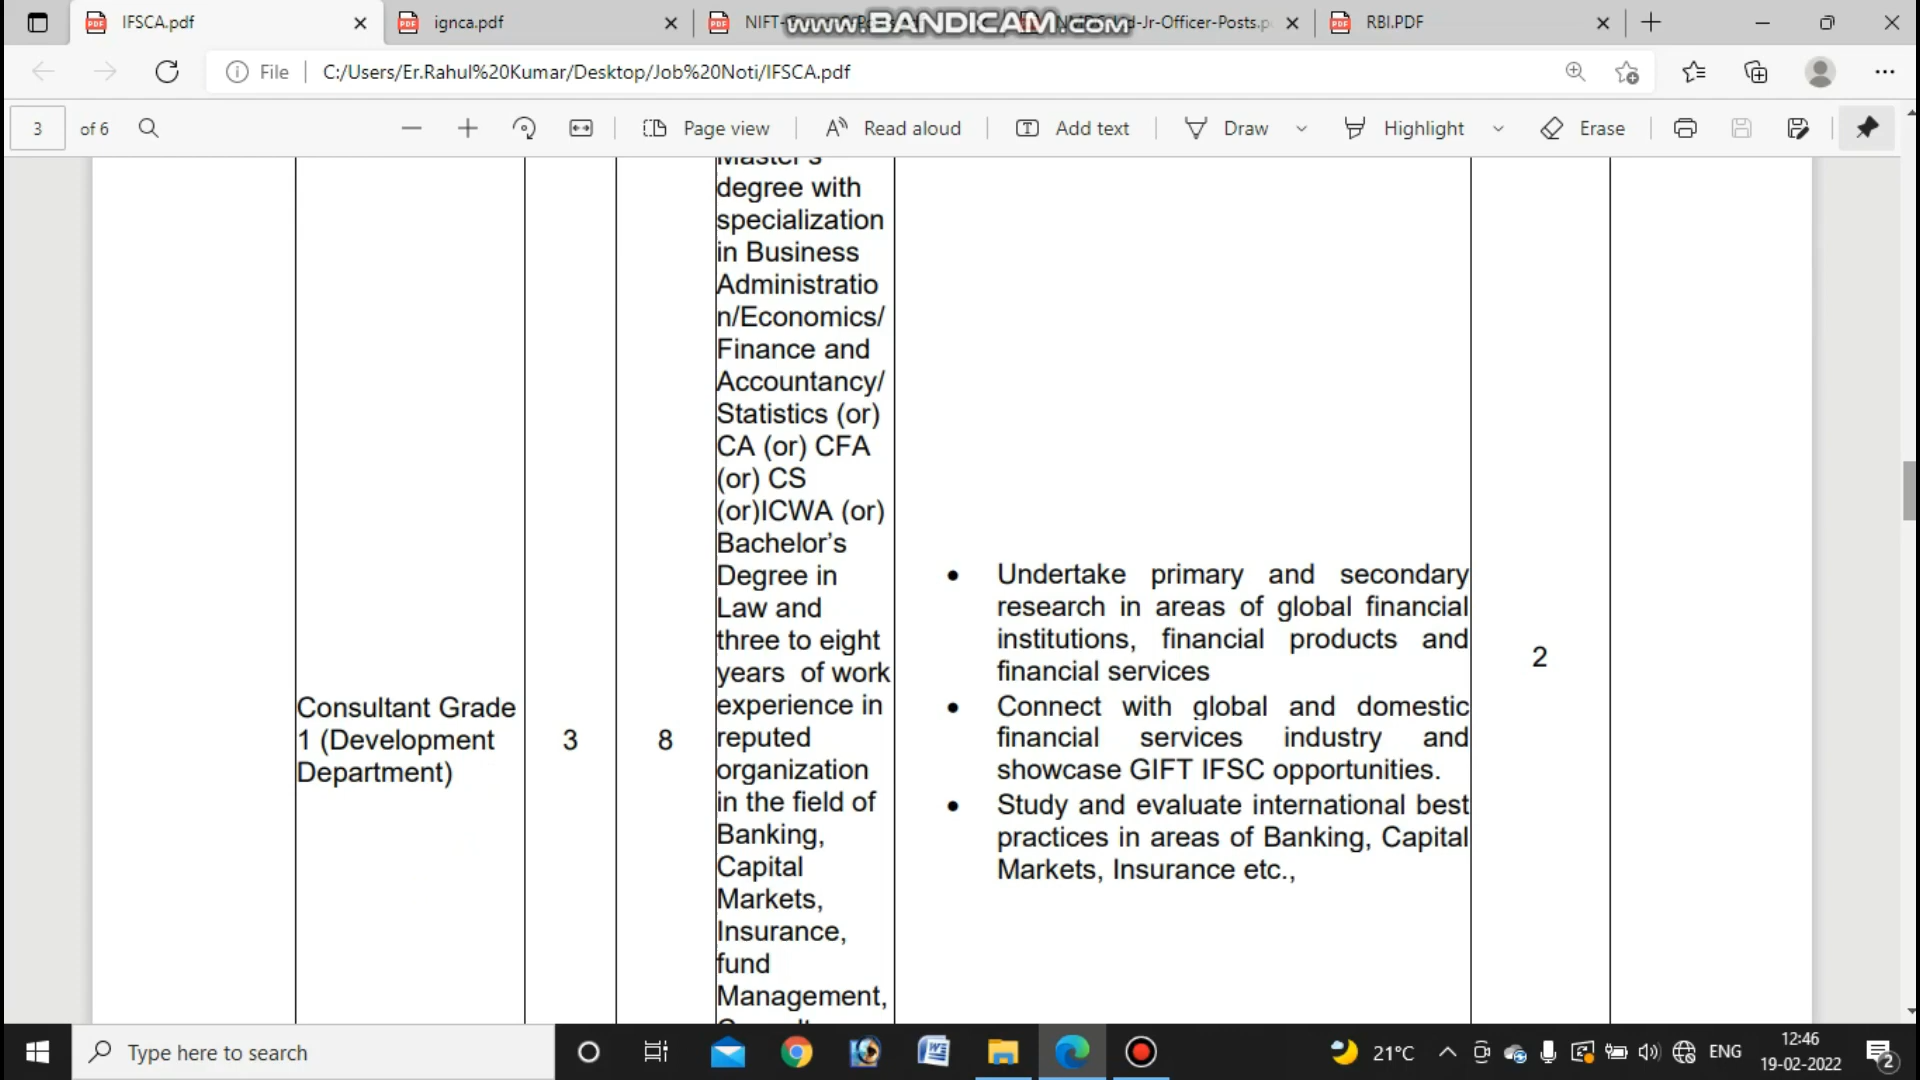 IFSCA.pdf
ignca.pdf
NIFT-
www.BANDICAM.com
-Jr-Officer-Posts.p
RBI.PDF
File
C:/Users/Er.Rahul%20Kumar/Desktop/Job%20Noti/IFSCA.pdf
3 of 6
Page view
Read aloud
Add text
Draw
Highlight
Erase
Master's
degree with
specialization
in Business
Administratio
n/Economics/
Finance and
Accountancy/
Statistics (or)
CA (or) CFA
(or) CS
(or)ICWA (or)
Bachelor’s
Degree in
Law and
three to eight
years of work
experience in
reputed
organization
in the field of
Banking,
Capital
Markets,
Insurance,
fund
Management,
Consultant Grade
1 (Development
Department)
3
8
• Undertake primary and secondary
research in areas of global financial
institutions, financial products and
financial services
• Connect with global and domestic
financial services industry and
showcase GIFT IFSC opportunities.
• Study and evaluate international best
practices in areas of Banking, Capital
Markets, Insurance etc.,
2
Type here to search
21°C
ENG
12:46
19-02-2022
2